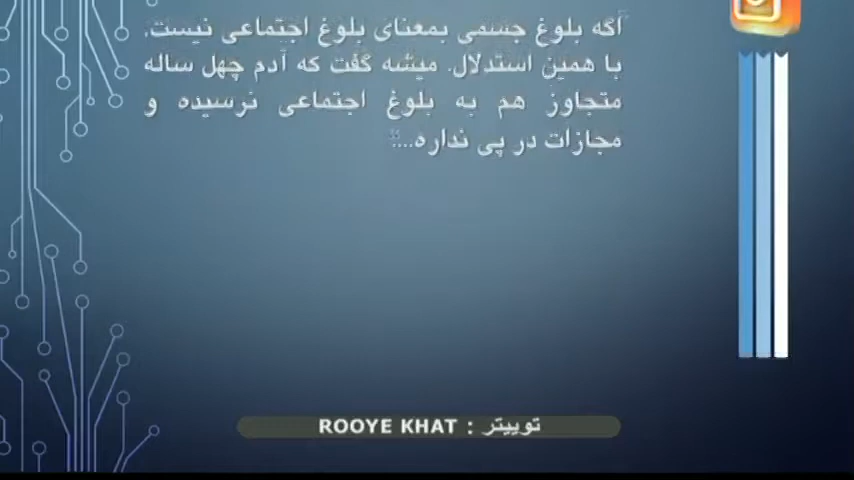 آگه بلوغ جسمی بمعنای بلوغ اجتماعی نیست،
با همین استدلال. میشه گفت که آدم چهل ساله
متجاوز هم به بلوغ اجتماعی نرسیده و
مجازات در پی نداره...
توییتر : ROOYE KHAT